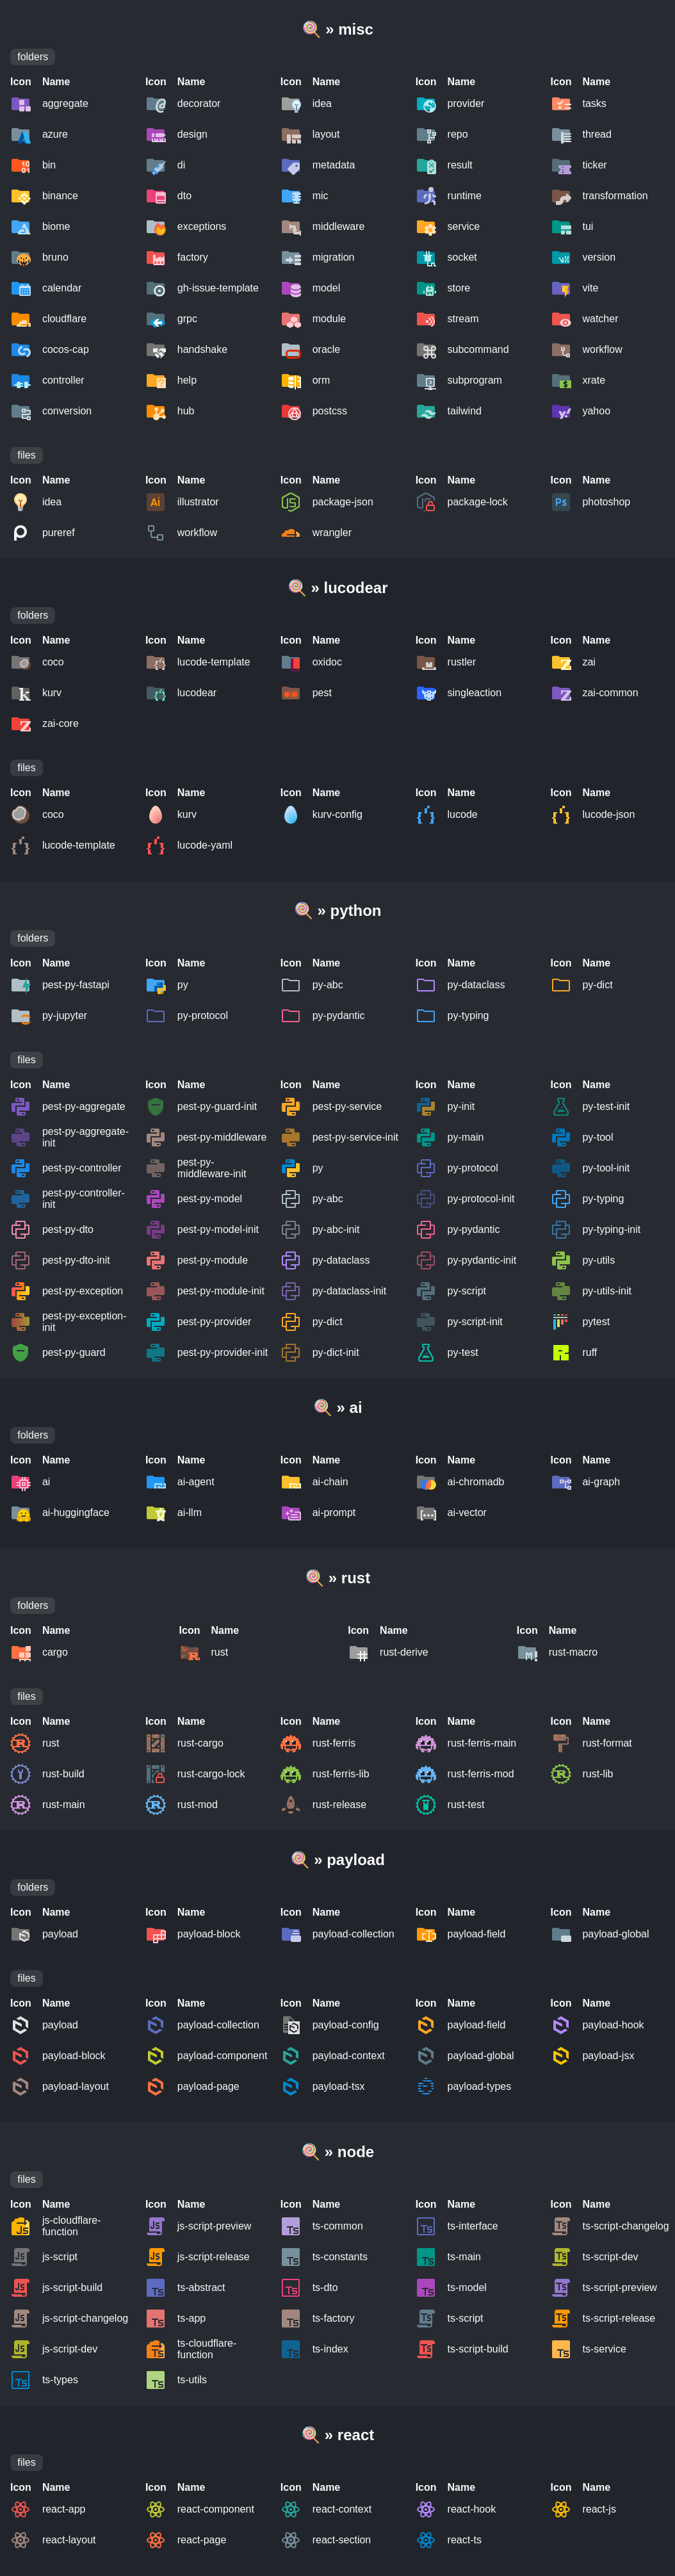 » misc
folders
Icon Name Icon Name Icon Name Icon Name Icon Name
aggregate decorator idea provider tasks
azure design layout repo thread
bin di metadata result ticker
binance dto mic runtime transformation
biome exceptions middleware service tui
bruno factory migration socket version
calendar gh-issue-template model store vite
cloudflare grpc module stream watcher
cocos-cap handshake oracle subcommand workflow
controller help orm subprogram xrate
conversion hub postcss tailwind yahoo
files
Icon Name Icon Name Icon Name Icon Name Icon Name
idea illustrator package-json package-lock photoshop
pureref workflow wrangler
» lucodear
folders
Icon Name Icon Name Icon Name Icon Name Icon Name
coco lucode-template oxidoc rustler zai
kurv lucodear pest singleaction zai-common
zai-core
files
Icon Name Icon Name Icon Name Icon Name Icon Name
coco kurv kurv-config lucode lucode-json
lucode-template lucode-yaml
» python
folders
Icon Name Icon Name Icon Name Icon Name Icon Name
pest-py-fastapi py py-abc py-dataclass py-dict
py-jupyter py-protocol py-pydantic py-typing
files
Icon Name Icon Name Icon Name Icon Name Icon Name
pest-py-aggregate pest-py-guard-init pest-py-service py-init py-test-init
pest-py-aggregate-init pest-py-middleware pest-py-service-init py-main py-tool
pest-py-controller pest-py-middleware-init py py-protocol py-tool-init
pest-py-controller-init pest-py-model py-abc py-protocol-init py-typing
pest-py-dto pest-py-model-init py-abc-init py-pydantic py-typing-init
pest-py-dto-init pest-py-module py-dataclass py-pydantic-init py-utils
pest-py-exception pest-py-module-init py-dataclass-init py-script py-utils-init
pest-py-exception-init pest-py-provider py-dict py-script-init pytest
pest-py-guard pest-py-provider-init py-dict-init py-test ruff
» ai
folders
Icon Name Icon Name Icon Name Icon Name Icon Name
ai ai-agent ai-chain ai-chromadb ai-graph
ai-huggingface ai-llm ai-prompt ai-vector
» rust
folders
Icon Name Icon Name Icon Name Icon Name
cargo rust rust-derive rust-macro
files
Icon Name Icon Name Icon Name Icon Name Icon Name
rust rust-cargo rust-ferris rust-ferris-main rust-format
rust-build rust-cargo-lock rust-ferris-lib rust-ferris-mod rust-lib
rust-main rust-mod rust-release rust-test
» payload
folders
Icon Name Icon Name Icon Name Icon Name Icon Name
payload payload-block payload-collection payload-field payload-global
files
Icon Name Icon Name Icon Name Icon Name Icon Name
payload payload-collection payload-config payload-field payload-hook
payload-block payload-component payload-context payload-global payload-jsx
payload-layout payload-page payload-tsx payload-types
» node
files
Icon Name Icon Name Icon Name Icon Name Icon Name
js-cloudflare-function js-script-preview ts-common ts-interface ts-script-changelog
js-script js-script-release ts-constants ts-main ts-script-dev
js-script-build ts-abstract ts-dto ts-model ts-script-preview
js-script-changelog ts-app ts-factory ts-script ts-script-release
js-script-dev ts-cloudflare-function ts-index ts-script-build ts-service
ts-types ts-utils
» react
files
Icon Name Icon Name Icon Name Icon Name Icon Name
react-app react-component react-context react-hook react-js
react-layout react-page react-section react-ts